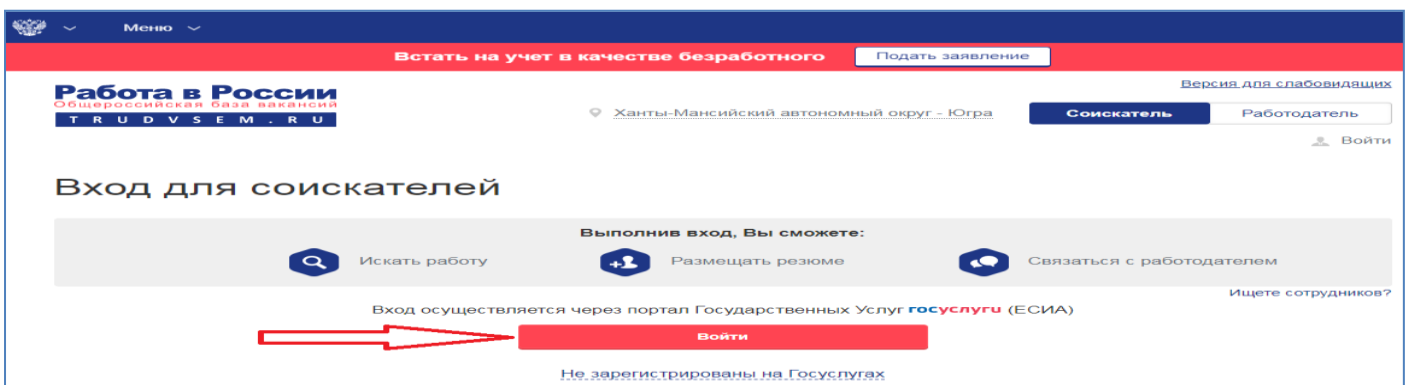 Меню
Встать на учет в качестве безработного Подать заявление
Версия для слабовидящих
Работа в России
Общероссийская база вакансий
TRUDVSEM.RU
Ханты-Мансийский автономный округ - Югра
Соискатель Работодатель
Войти
Вход для соискателей
Выполнив вход, Вы сможете:
Искать работу Размещать резюме Связаться с работодателем
Ищете сотрудников?
Вход осуществляется через портал Государственных Услуг госуслуги (ЕСИА)
Войти
Не зарегистрированы на Госуслугах